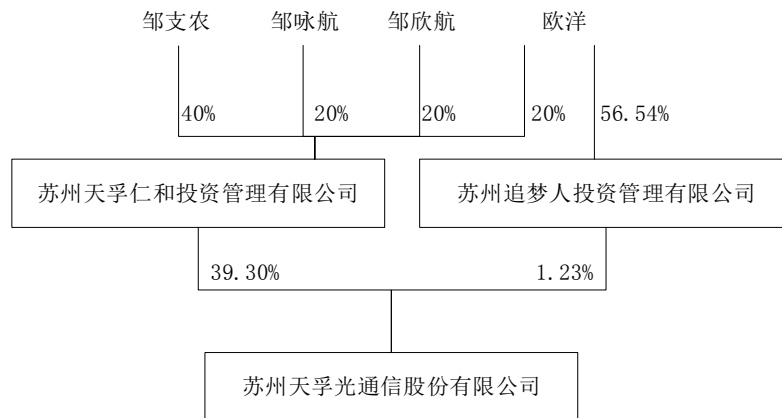 邹支农 邹咏航 邹欣航 欧洋
40% 20% 20% 20% 56.54%
苏州天孚仁和投资管理有限公司 苏州追梦人投资管理有限公司
39.30% 1.23%
苏州天孚光通信股份有限公司